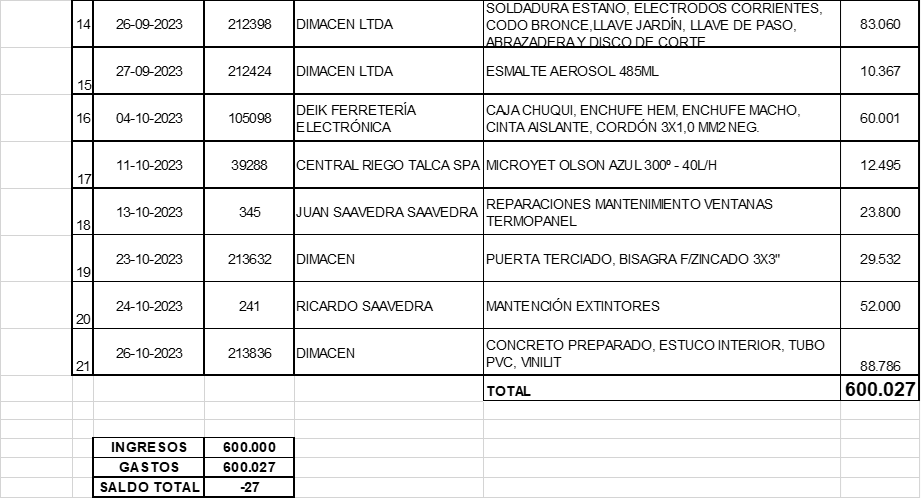 SOLDADURA ESTAÑO, ELECTRODOS CORRIENTES,
14 26-09-2023 212398 DIMACEN LTDA CODO BRONCE,LLAVE JARDÍN, LLAVE DE PASO, 83.060
ABRAZADERA Y DISCO DE CORTE
15 27-09-2023 212424 DIMACEN LTDA ESMALTE AEROSOL 485ML 10.367
16 04-10-2023 105098 DEIK FERRETERÍA CAJA CHUQUI, ENCHUFE HEM, ENCHUFE MACHO, 60.001
ELECTRÓNICA CINTA AISLANTE, CORDÓN 3X1,0 MM2 NEG.
17 11-10-2023 39288 CENTRAL RIEGO TALCA SPA MICROYET OLSON AZUL 300º - 40L/H 12.495
18 13-10-2023 345 JUAN SAAVEDRA SAAVEDRA REPARACIONES MANTENIMIENTO VENTANAS 23.800
TERMOPANEL
19 23-10-2023 213632 DIMACEN PUERTA TERCIADO, BISAGRA F/ZINCADO 3X3" 29.532
20 24-10-2023 241 RICARDO SAAVEDRA MANTENCIÓN EXTINTORES 52.000
21 26-10-2023 213836 DIMACEN CONCRETO PREPARADO, ESTUCO INTERIOR, TUBO 88.786
PVC, VINILIT
TOTAL 600.027
INGRESOS 600.000
GASTOS 600.027
SALDO TOTAL -27